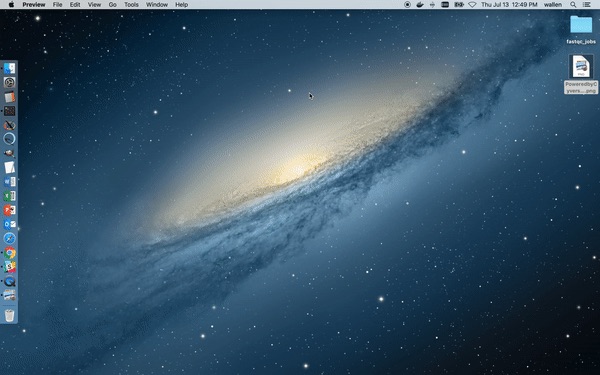 Preview File Edit View Go Tools Window Help
Thu Jul 13 12:49 PM wallen
fastqc_jobs
PoweredbyC
yvers....png